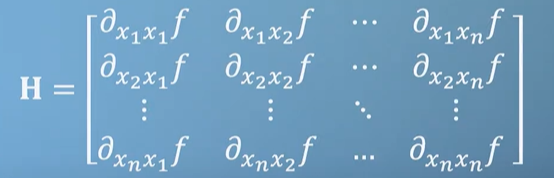 H = [ ∂x₁x₁f ∂x₁x₂f ⋯ ∂x₁xₙf
∂x₂x₁f ∂x₂x₂f ⋯ ∂x₂xₙf
⋮ ⋮ ⋱ ⋮
∂xₙx₁f ∂xₙx₂f … ∂xₙxₙf ]